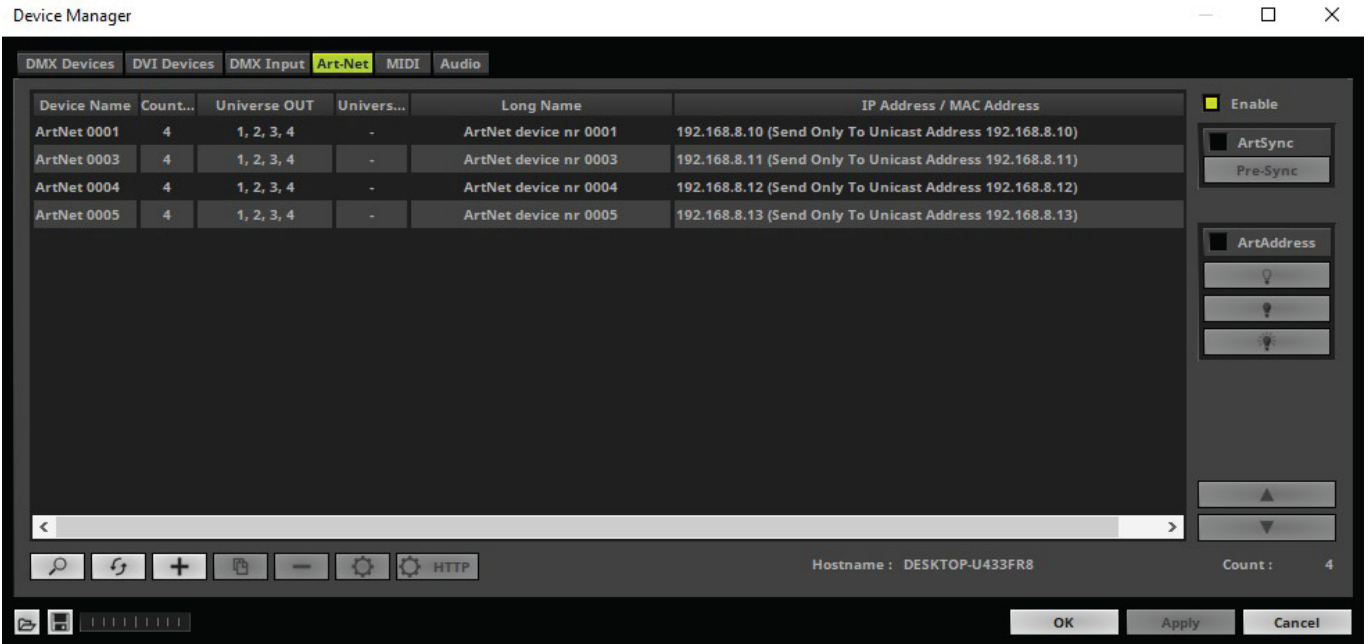 Device Manager
DMX Devices DVI Devices DMX Input Art-Net MIDI Audio
Device Name Count... Universe OUT Univers... Long Name IP Address / MAC Address
ArtNet 0001 4 1, 2, 3, 4 - ArtNet device nr 0001 192.168.8.10 (Send Only To Unicast Address 192.168.8.10)
ArtNet 0003 4 1, 2, 3, 4 - ArtNet device nr 0003 192.168.8.11 (Send Only To Unicast Address 192.168.8.11)
ArtNet 0004 4 1, 2, 3, 4 - ArtNet device nr 0004 192.168.8.12 (Send Only To Unicast Address 192.168.8.12)
ArtNet 0005 4 1, 2, 3, 4 - ArtNet device nr 0005 192.168.8.13 (Send Only To Unicast Address 192.168.8.13)
Enable
ArtSync
Pre-Sync
ArtAddress
HTTP
Hostname : DESKTOP-U433FR8
Count : 4
OK Apply Cancel